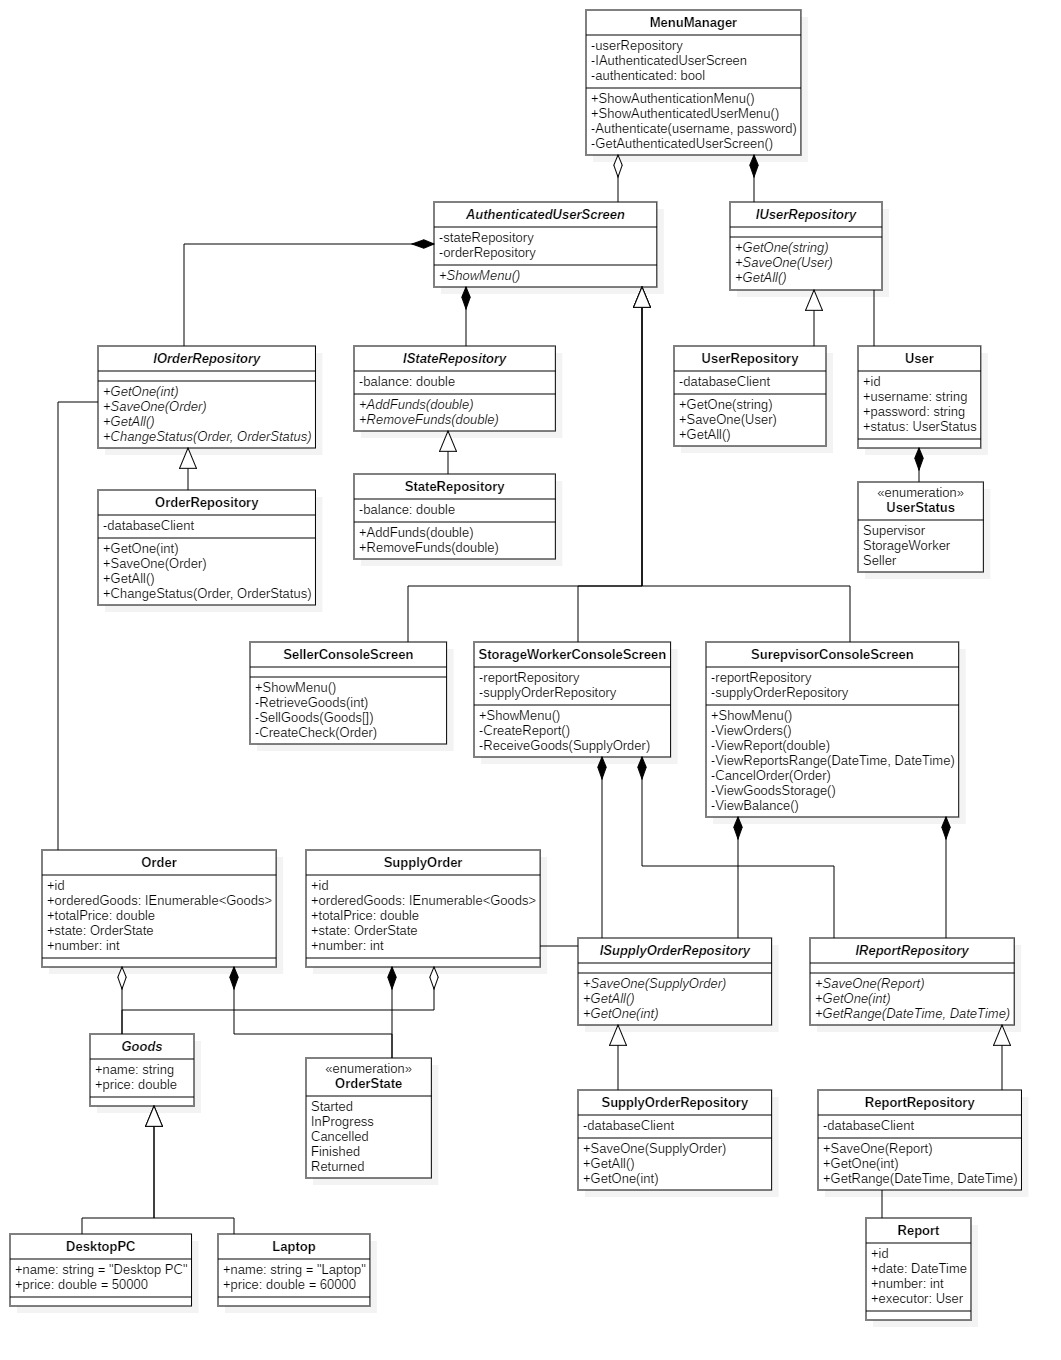 MenuManager
-userRepository
-IAuthenticatedUserScreen
-authenticated: bool
+ShowAuthenticationMenu()
+ShowAuthenticatedUserMenu()
-Authenticate(username, password)
-GetAuthenticatedUserScreen()
AuthenticatedUserScreen
-stateRepository
-orderRepository
+ShowMenu()
IUserRepository
+GetOne(string)
+SaveOne(User)
+GetAll()
IOrderRepository
+GetOne(int)
+SaveOne(Order)
+GetAll()
+ChangeStatus(Order, OrderStatus)
IStateRepository
-balance: double
+AddFunds(double)
+RemoveFunds(double)
UserRepository
-databaseClient
+GetOne(string)
+SaveOne(User)
+GetAll()
User
+id
+username: string
+password: string
+status: UserStatus
OrderRepository
-databaseClient
+GetOne(int)
+SaveOne(Order)
+GetAll()
+ChangeStatus(Order, OrderStatus)
StateRepository
-balance: double
+AddFunds(double)
+RemoveFunds(double)
«enumeration»
UserStatus
Supervisor
StorageWorker
Seller
SellerConsoleScreen
+ShowMenu()
-RetrieveGoods(int)
-SellGoods(Goods[])
-CreateCheck(Order)
StorageWorkerConsoleScreen
-reportRepository
-supplyOrderRepository
+ShowMenu()
-CreateReport()
-ReceiveGoods(SupplyOrder)
SurepvisorConsoleScreen
-reportRepository
-supplyOrderRepository
+ShowMenu()
-ViewOrders()
-ViewReport(double)
-ViewReportsRange(DateTime, DateTime)
-CancelOrder(Order)
-ViewGoodsStorage()
-ViewBalance()
Order
+id
+orderedGoods: IEnumerable<Goods>
+totalPrice: double
+state: OrderState
+number: int
SupplyOrder
+id
+orderedGoods: IEnumerable<Goods>
+totalPrice: double
+state: OrderState
+number: int
ISupplyOrderRepository
+SaveOne(SupplyOrder)
+GetAll()
+GetOne(int)
IReportRepository
+SaveOne(Report)
+GetOne(int)
+GetRange(DateTime, DateTime)
Goods
+name: string
+price: double
«enumeration»
OrderState
Started
InProgress
Cancelled
Finished
Returned
SupplyOrderRepository
-databaseClient
+SaveOne(SupplyOrder)
+GetAll()
+GetOne(int)
ReportRepository
-databaseClient
+SaveOne(Report)
+GetOne(int)
+GetRange(DateTime, DateTime)
DesktopPC
+name: string = "Desktop PC"
+price: double = 50000
Laptop
+name: string = "Laptop"
+price: double = 60000
Report
+id
+date: DateTime
+number: int
+executor: User